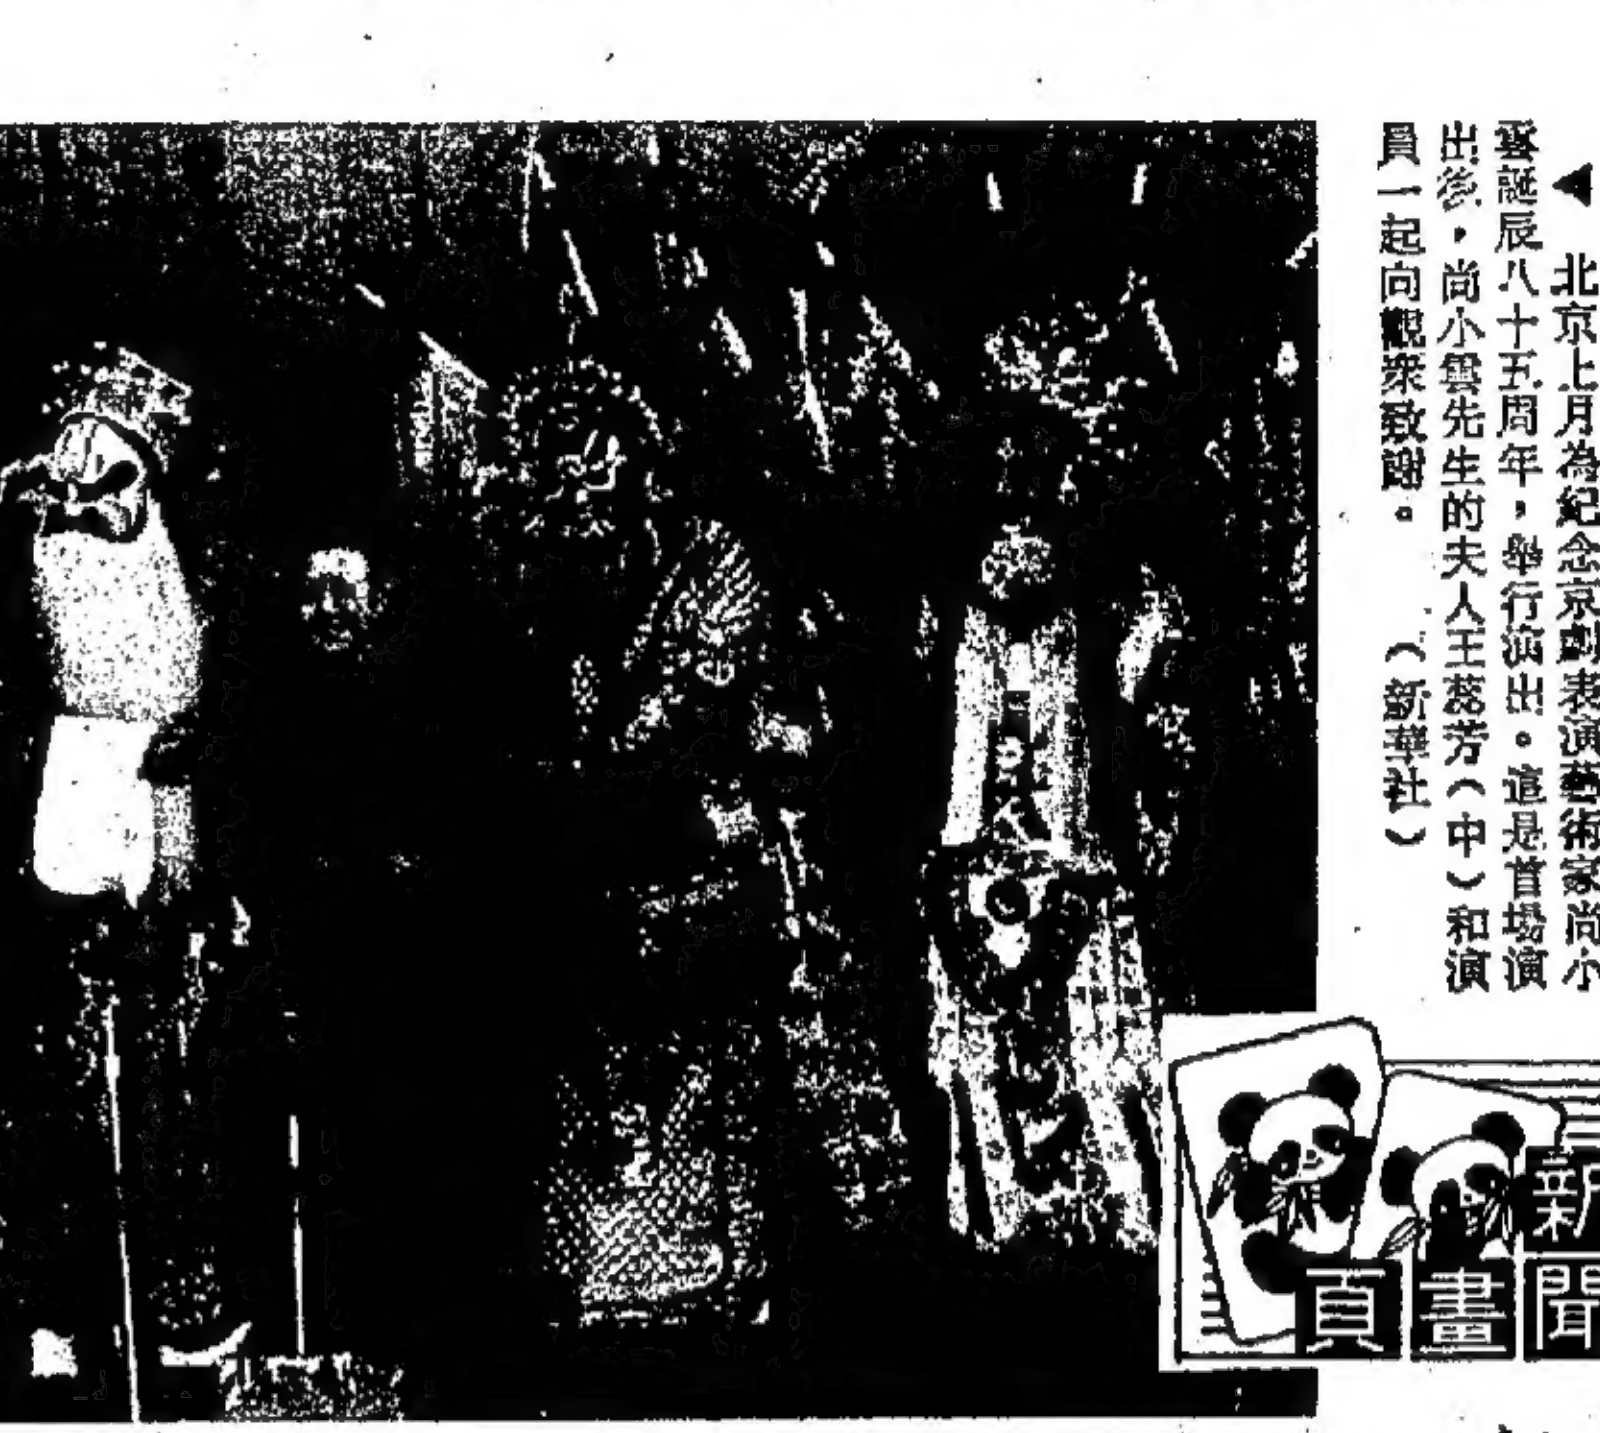 ◀ 北京上月為紀念京劇表演藝術家尚小
雲誕辰八十五周年，舉行演出。這是首場演
出後，尚小雲先生的夫人王蕊芳（中）和演
員一起向觀眾致謝。　（新華社）
新聞
畫頁